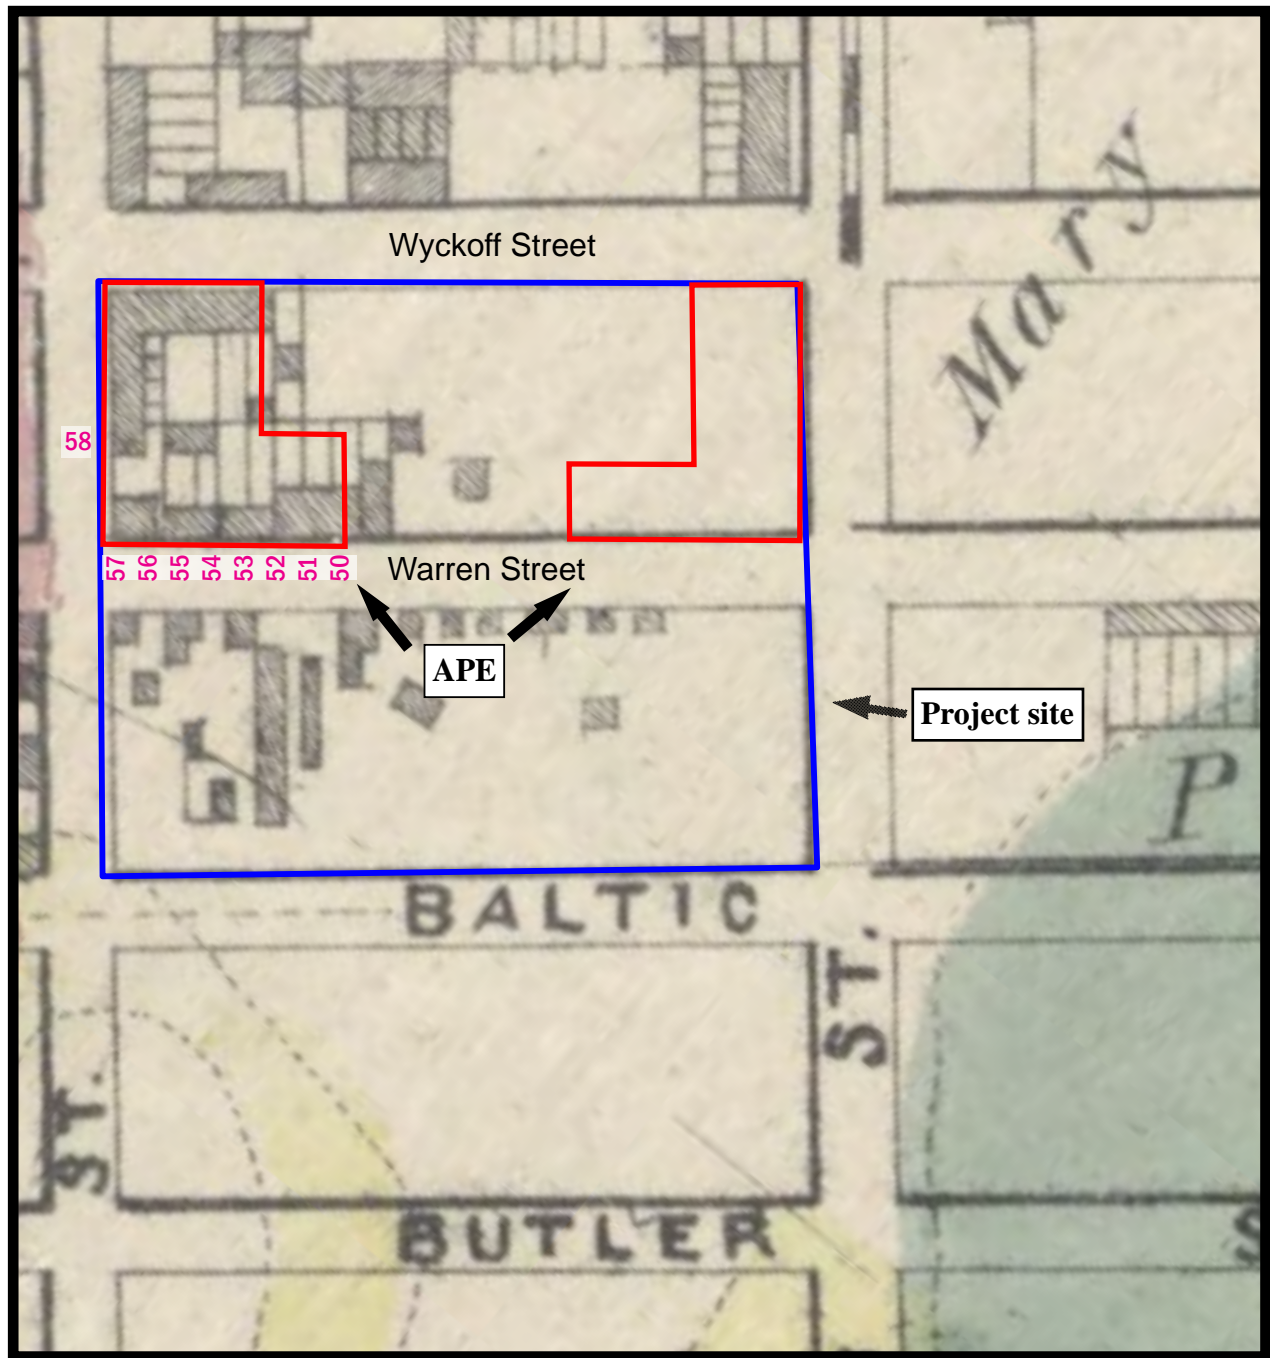 Wyckoff Street
Mary
58
57 56 55 54 53 52 51 50
Warren Street
APE
Project site
P
BALTIC
ST.
ST.
BUTLER
S